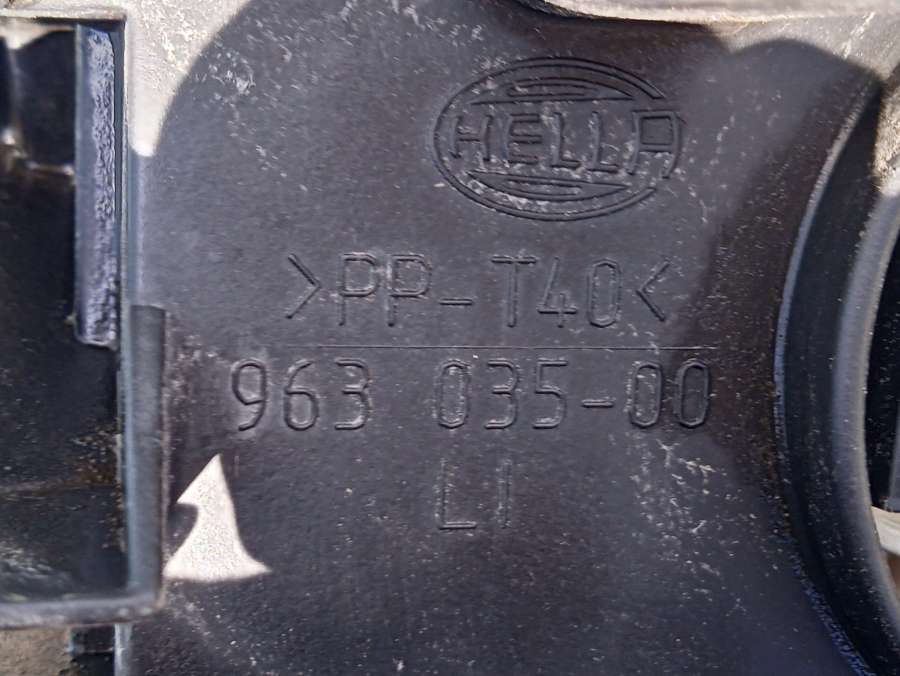 HELLA
>PP-T40<
963 035-00
LI